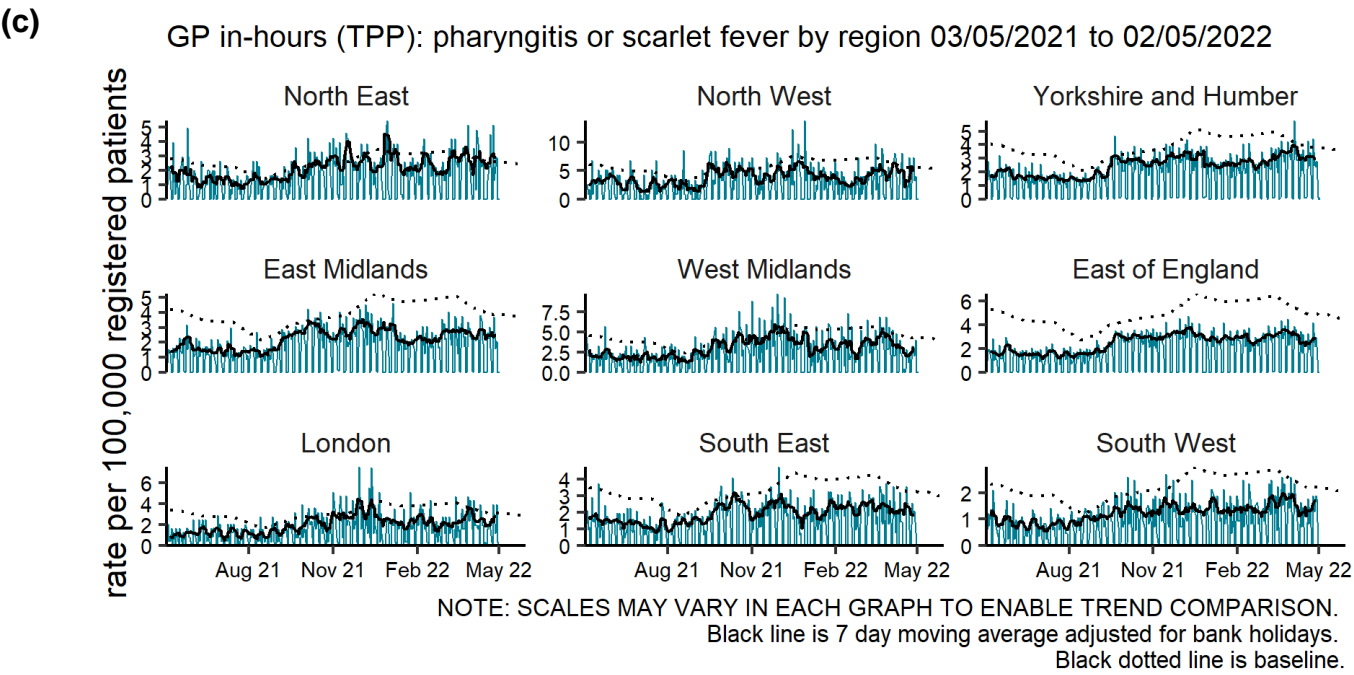 (c)
GP in-hours (TPP): pharyngitis or scarlet fever by region 03/05/2021 to 02/05/2022
rate per 100,000 registered patients
North East
5
4
3
2
1
0
North West
10
5
0
Yorkshire and Humber
5
4
3
2
1
0
East Midlands
5
4
3
2
1
0
West Midlands
7.5
5.0
2.5
0.0
East of England
6
4
2
0
London
6
4
2
0
South East
4
3
2
1
0
South West
2
1
0
Aug 21 Nov 21 Feb 22 May 22
Aug 21 Nov 21 Feb 22 May 22
Aug 21 Nov 21 Feb 22 May 22
NOTE: SCALES MAY VARY IN EACH GRAPH TO ENABLE TREND COMPARISON.
Black line is 7 day moving average adjusted for bank holidays.
Black dotted line is baseline.